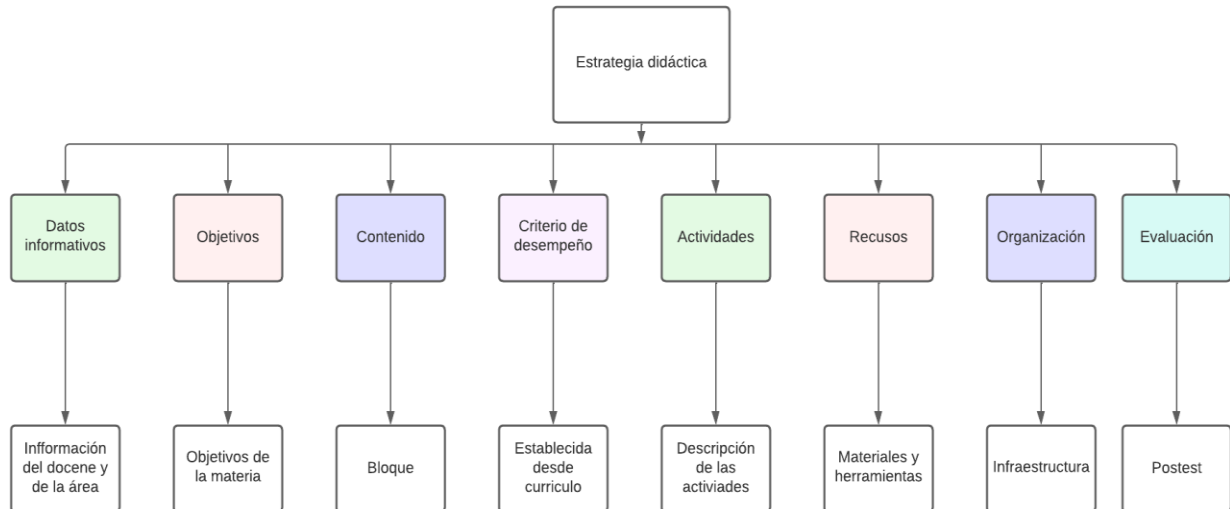 Estrategia didáctica
Datos
informativos
Objetivos
Contenido
Criterio de
desempeño
Actividades
Recusos
Organización
Evaluación
Infformación
del docene y
de la área
Objetivos de
la materia
Bloque
Establecida
desde
curriculo
Descripción
de las
activiades
Materiales y
herramientas
Infraestructura
Postest